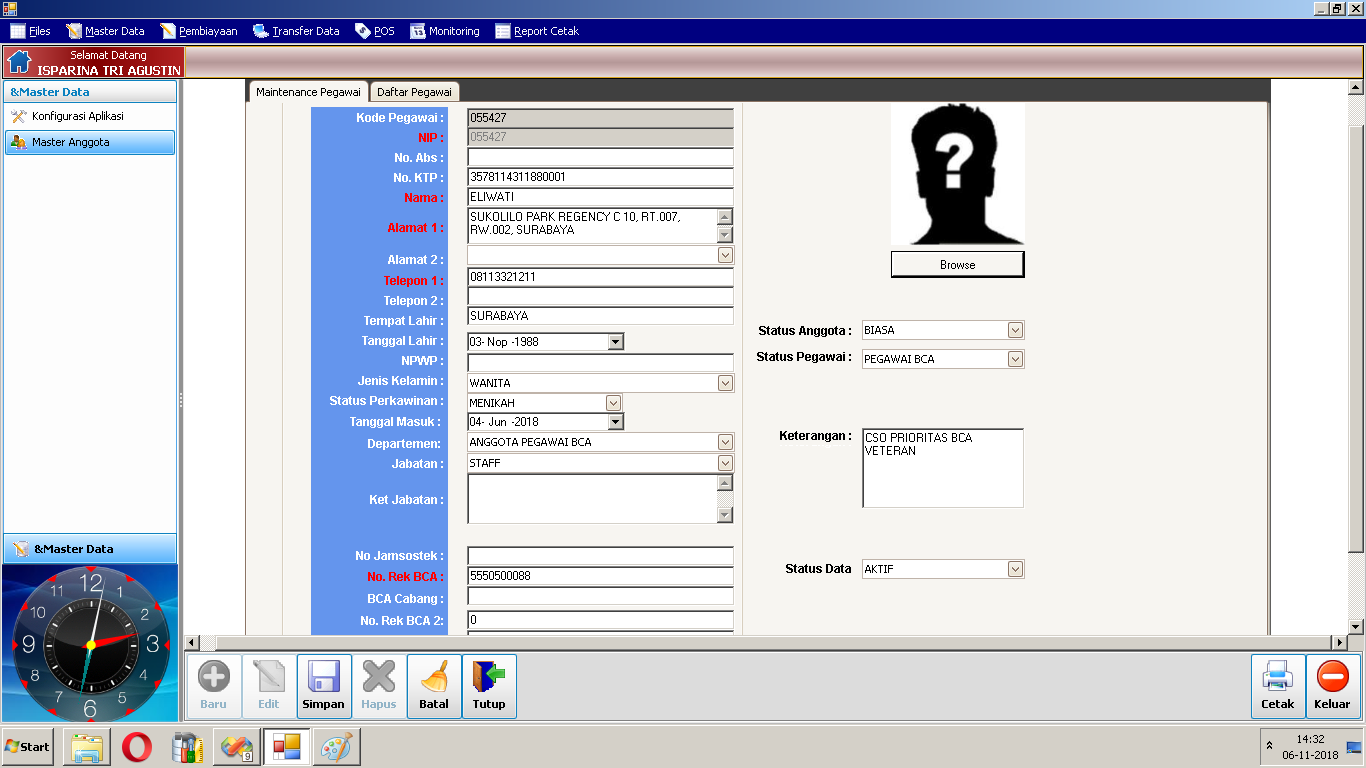 Files Master Data Pembiayaan Transfer Data POS Monitoring Report Cetak
Selamat Datang
ISPARINA TRI AGUSTIN
&Master Data
Konfigurasi Aplikasi
Master Anggota
Maintenance Pegawai Daftar Pegawai
Kode Pegawai : 055427
NIP : 055427
No. Abs :
No. KTP : 3578114311880001
Nama : ELIWATI
Alamat 1 : SUKOLILO PARK REGENCY C 10, RT.007,
RW.002, SURABAYA
Alamat 2 :
Telepon 1 : 08113321211
Telepon 2 :
Tempat Lahir : SURABAYA
Tanggal Lahir : 03- Nop -1988
NPWP :
Jenis Kelamin : WANITA
Status Perkawinan : MENIKAH
Tanggal Masuk : 04- Jun -2018
Departemen: ANGGOTA PEGAWAI BCA
Jabatan : STAFF
Ket Jabatan :
No Jamsostek :
No. Rek BCA : 5550500088
BCA Cabang :
No. Rek BCA 2: 0
?
Browse
Status Anggota : BIASA
Status Pegawai : PEGAWAI BCA
Keterangan : CSO PRIORITAS BCA
VETERAN
Status Data AKTIF
&Master Data
12
1
2
3
4
5
6
7
8
9
10
11
Baru Edit Simpan Hapus Batal Tutup Cetak Keluar
Start
9
14:32
06-11-2018